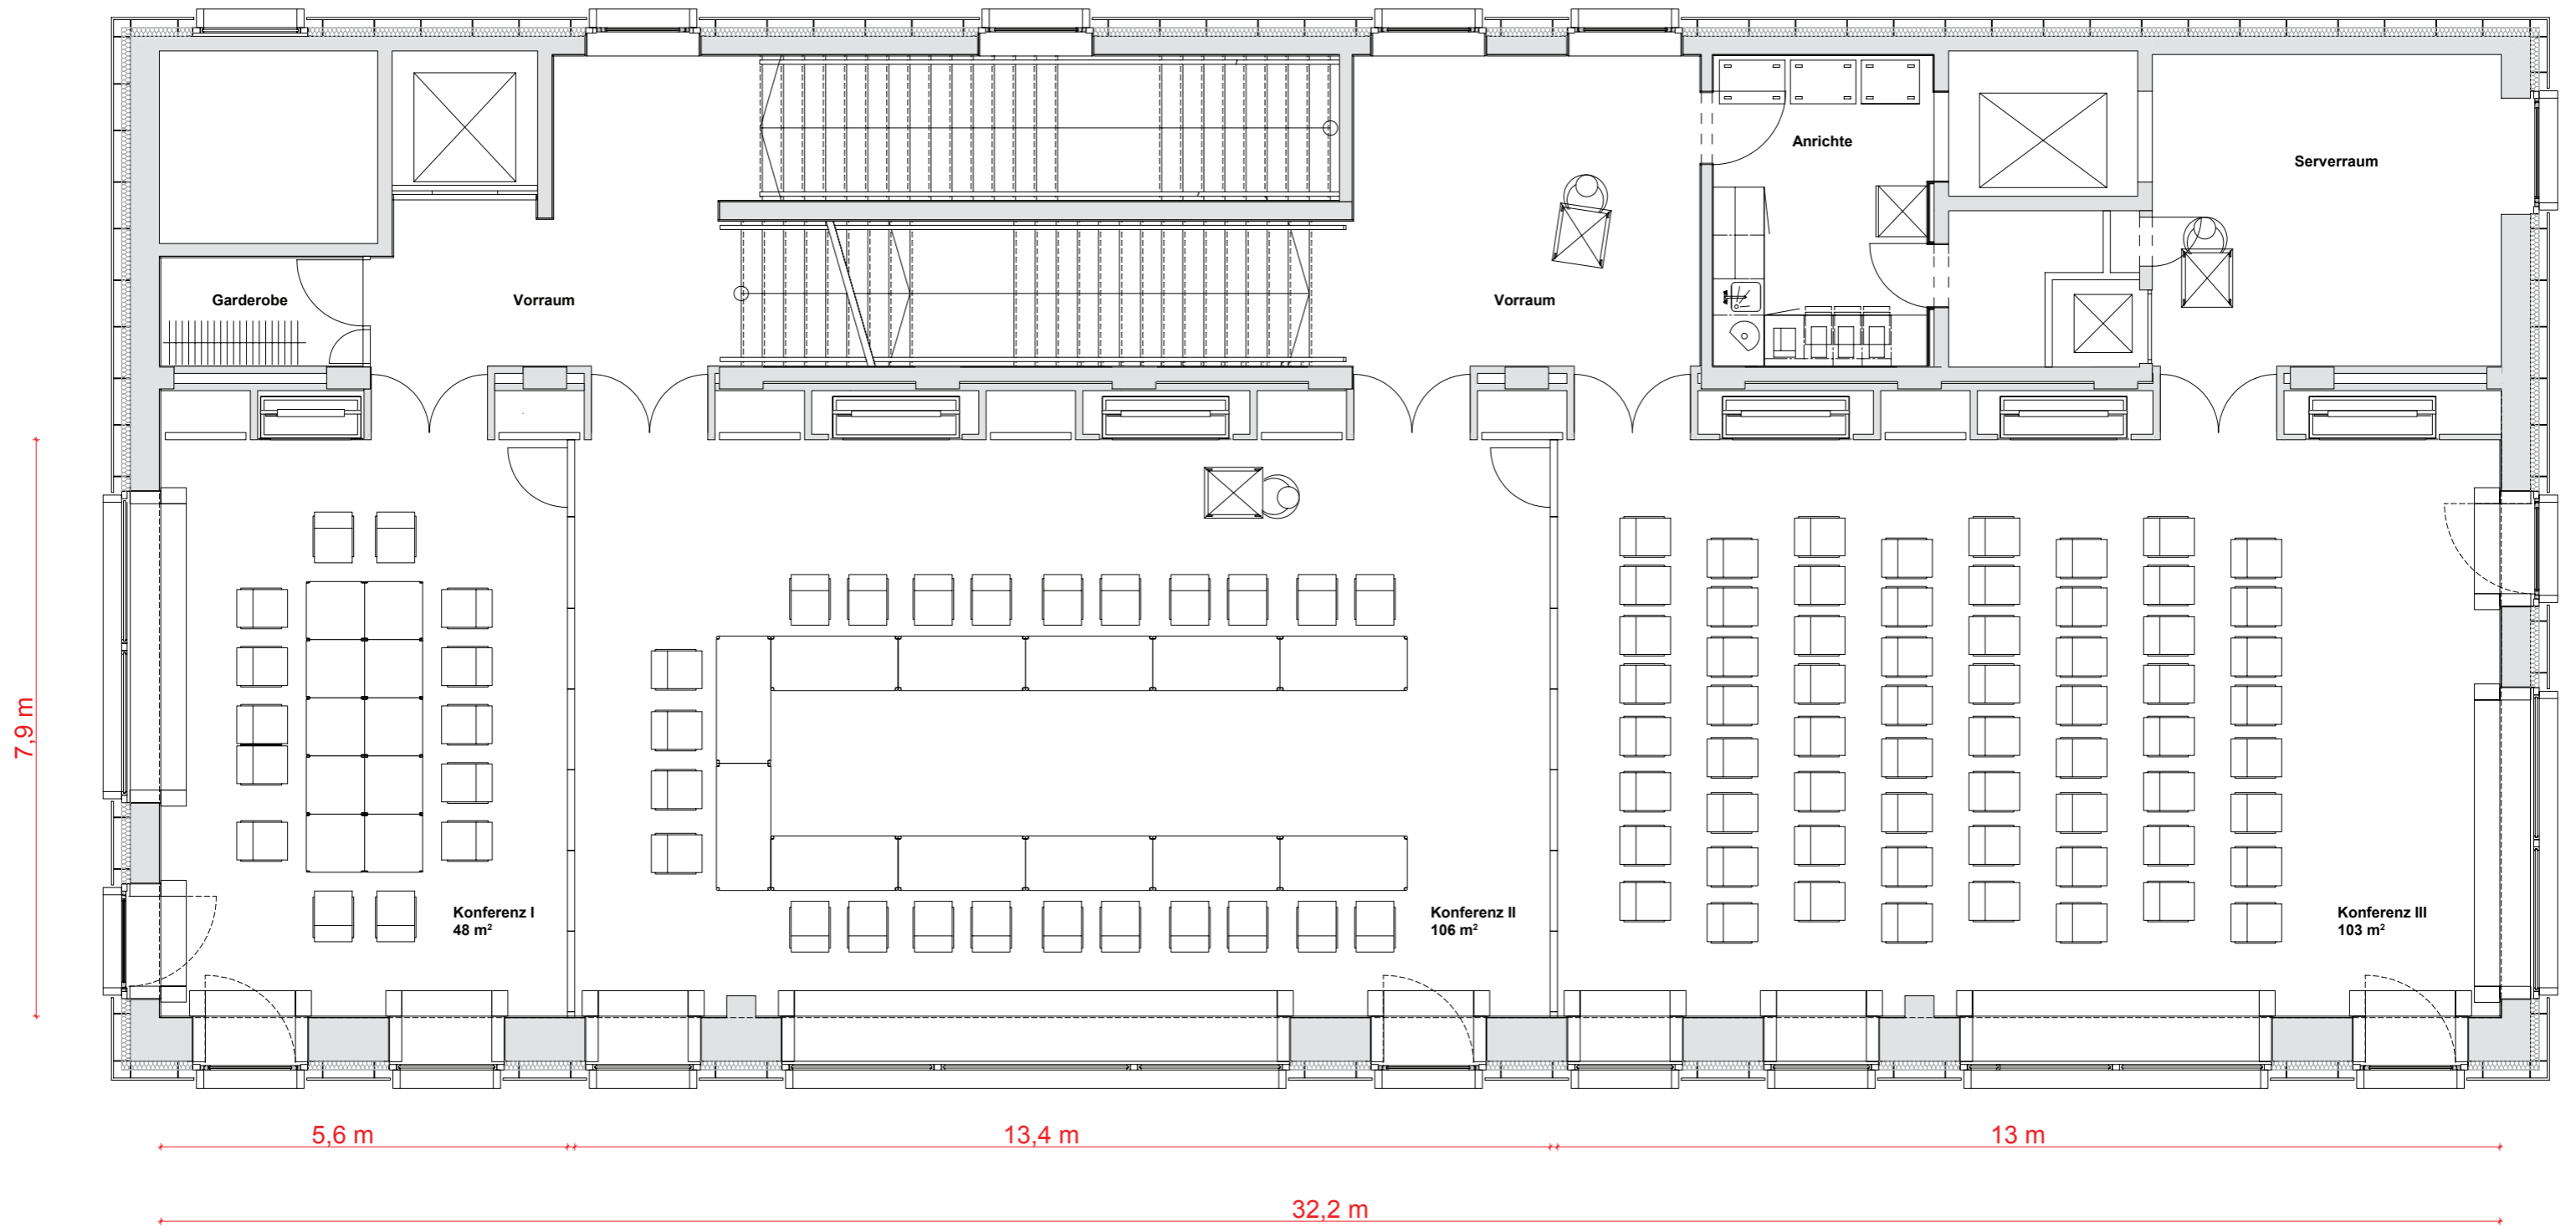 Anrichte
Serverraum
Garderobe
Vorraum
Vorraum
7,9 m
Konferenz I
48 m²
Konferenz II
106 m²
Konferenz III
103 m²
5,6 m
13,4 m
13 m
32,2 m